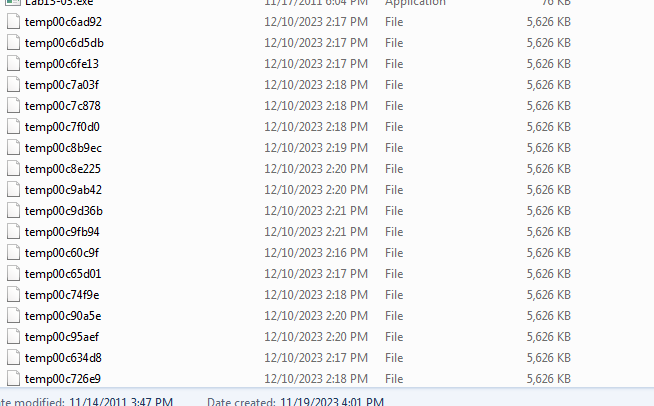 Lab13-03.exe 11/17/2011 6:04 PM Application 76 KB
temp00c6ad92 12/10/2023 2:17 PM File 5,626 KB
temp00c6d5db 12/10/2023 2:17 PM File 5,626 KB
temp00c6fe13 12/10/2023 2:17 PM File 5,626 KB
temp00c7a03f 12/10/2023 2:18 PM File 5,626 KB
temp00c7c878 12/10/2023 2:18 PM File 5,626 KB
temp00c7f0d0 12/10/2023 2:18 PM File 5,626 KB
temp00c8b9ec 12/10/2023 2:19 PM File 5,626 KB
temp00c8e225 12/10/2023 2:20 PM File 5,626 KB
temp00c9ab42 12/10/2023 2:20 PM File 5,626 KB
temp00c9d36b 12/10/2023 2:21 PM File 5,626 KB
temp00c9fb94 12/10/2023 2:21 PM File 5,626 KB
temp00c60c9f 12/10/2023 2:16 PM File 5,626 KB
temp00c65d01 12/10/2023 2:17 PM File 5,626 KB
temp00c74f9e 12/10/2023 2:18 PM File 5,626 KB
temp00c90a5e 12/10/2023 2:20 PM File 5,626 KB
temp00c95aef 12/10/2023 2:20 PM File 5,626 KB
temp00c634d8 12/10/2023 2:17 PM File 5,626 KB
temp00c726e9 12/10/2023 2:18 PM File 5,626 KB
te modified: 11/14/2011 3:47 PM Date created: 11/19/2023 4:01 PM